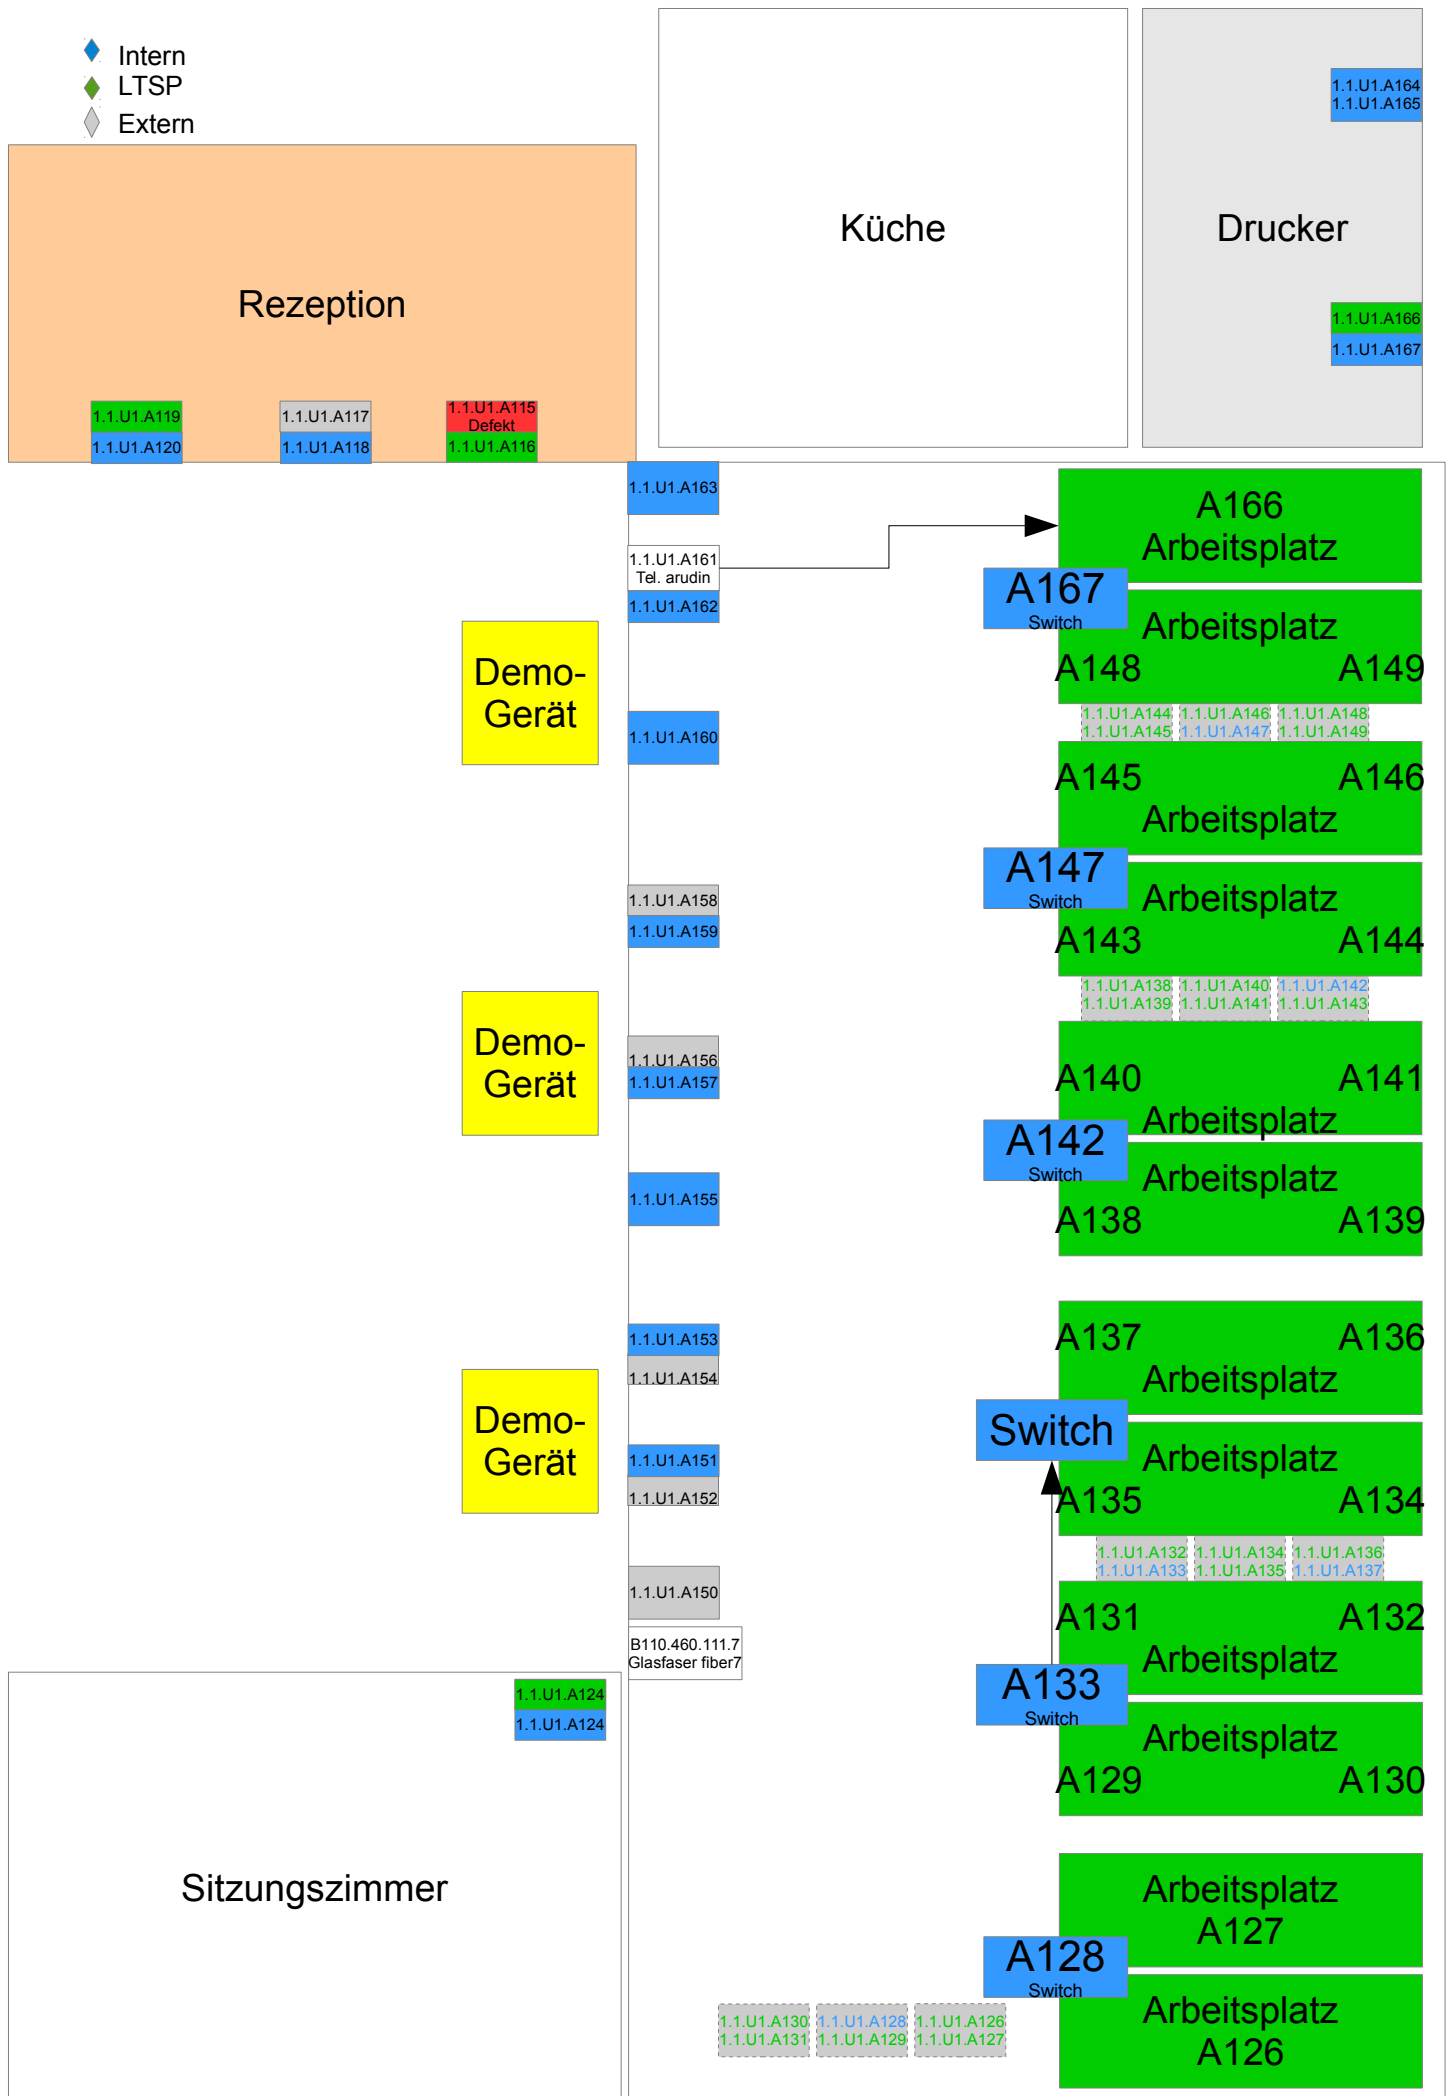 Intern
LTSP
Extern
Küche
Drucker
1.1.U1.A164
1.1.U1.A165
1.1.U1.A166
1.1.U1.A167
Rezeption
1.1.U1.A119
1.1.U1.A120
1.1.U1.A117
1.1.U1.A118
1.1.U1.A115
Defekt
1.1.U1.A116
1.1.U1.A163
1.1.U1.A161
Tel. arudin
1.1.U1.A162
Demo-
Gerät
1.1.U1.A160
1.1.U1.A158
1.1.U1.A159
Demo-
Gerät
1.1.U1.A156
1.1.U1.A157
1.1.U1.A155
1.1.U1.A153
1.1.U1.A154
Demo-
Gerät
1.1.U1.A151
1.1.U1.A152
1.1.U1.A150
B110.460.111.7
Glasfaser fiber7
1.1.U1.A124
1.1.U1.A124
Sitzungszimmer
A166
Arbeitsplatz
A167
Switch
Arbeitsplatz
A148 A149
1.1.U1.A144 1.1.U1.A146 1.1.U1.A148
1.1.U1.A145 1.1.U1.A147 1.1.U1.A149
A145 A146
Arbeitsplatz
A147
Switch
Arbeitsplatz
A143 A144
1.1.U1.A138 1.1.U1.A140 1.1.U1.A142
1.1.U1.A139 1.1.U1.A141 1.1.U1.A143
A140 A141
Arbeitsplatz
A142
Switch
Arbeitsplatz
A138 A139
A137 A136
Arbeitsplatz
Switch
Arbeitsplatz
A135 A134
1.1.U1.A132 1.1.U1.A134 1.1.U1.A136
1.1.U1.A133 1.1.U1.A135 1.1.U1.A137
A131 A132
Arbeitsplatz
A133
Switch
Arbeitsplatz
A129 A130
Arbeitsplatz
A127
A128
Switch
Arbeitsplatz
A126
1.1.U1.A130 1.1.U1.A128 1.1.U1.A126
1.1.U1.A131 1.1.U1.A129 1.1.U1.A127